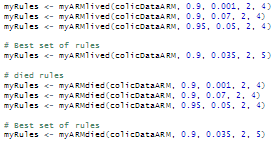 myRules <- myARMlived(colicDataARM, 0.9, 0.001, 2, 4)
myRules <- myARMlived(colicDataARM, 0.9, 0.07, 2, 4)
myRules <- myARMlived(colicDataARM, 0.95, 0.05, 2, 4)
# Best set of rules
myRules <- myARMlived(colicDataARM, 0.9, 0.035, 2, 5)
# died rules
myRules <- myARMdied(colicDataARM, 0.9, 0.001, 2, 4)
myRules <- myARMdied(colicDataARM, 0.9, 0.07, 2, 4)
myRules <- myARMdied(colicDataARM, 0.95, 0.05, 2, 4)
# Best set of rules
myRules <- myARMdied(colicDataARM, 0.9, 0.035, 2, 5)